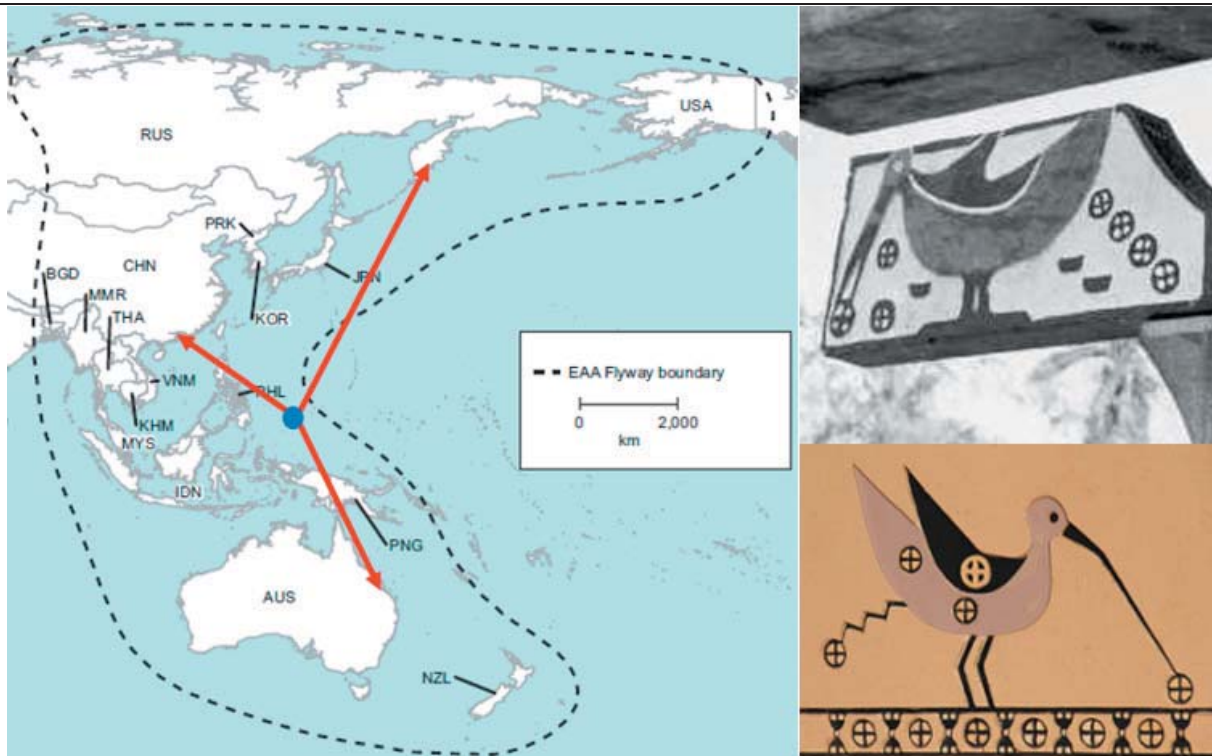 USA
RUS
PRK
CHN
BGD
JPN
MMR
THA
KOR
VNM
PHL
KHM
MYS
IDN
PNG
AUS
NZL
EAA Flyway boundary
0 2,000
km